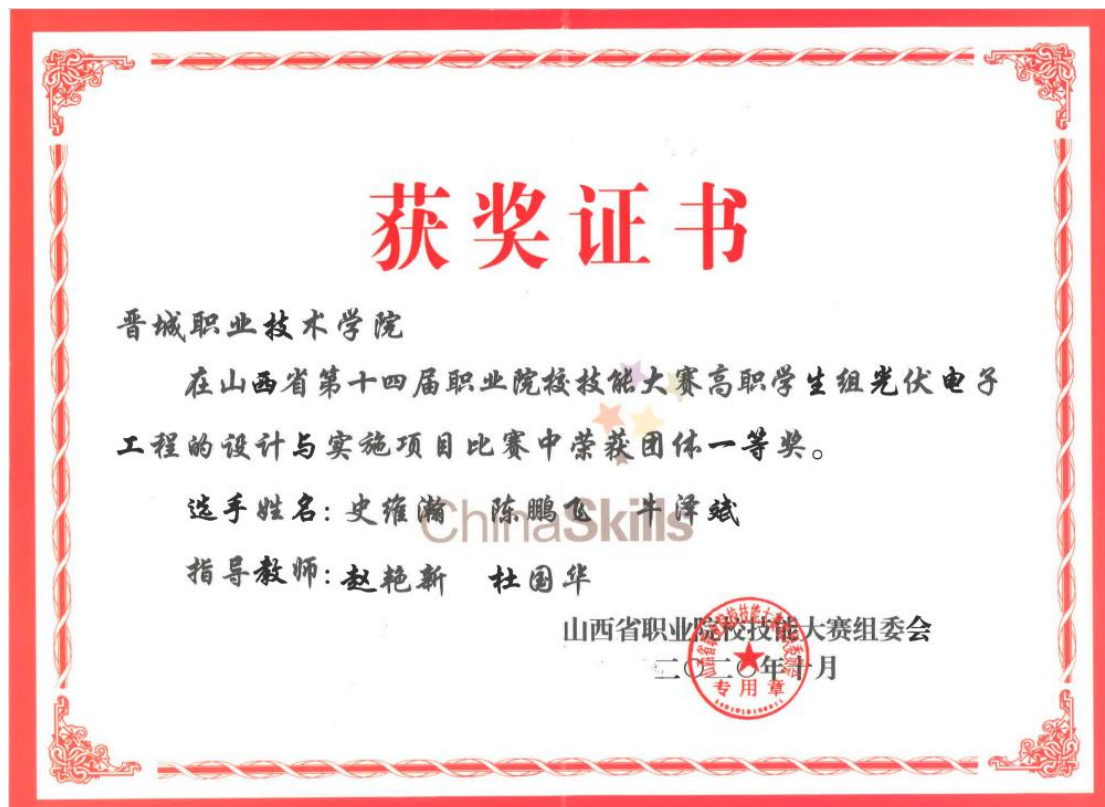 获奖证书
晋城职业技术学院
在山西省第十四届职业院校技能大赛高职学生组光伏电子
工程的设计与实施项目比赛中荣获团体一等奖。
选手姓名：史维瀚 陈鹏飞 牛泽斌
ChinaSkills
指导教师：赵艳新 杜国华
山西省职业院校技能大赛组委会
二〇二〇年十月
专用章